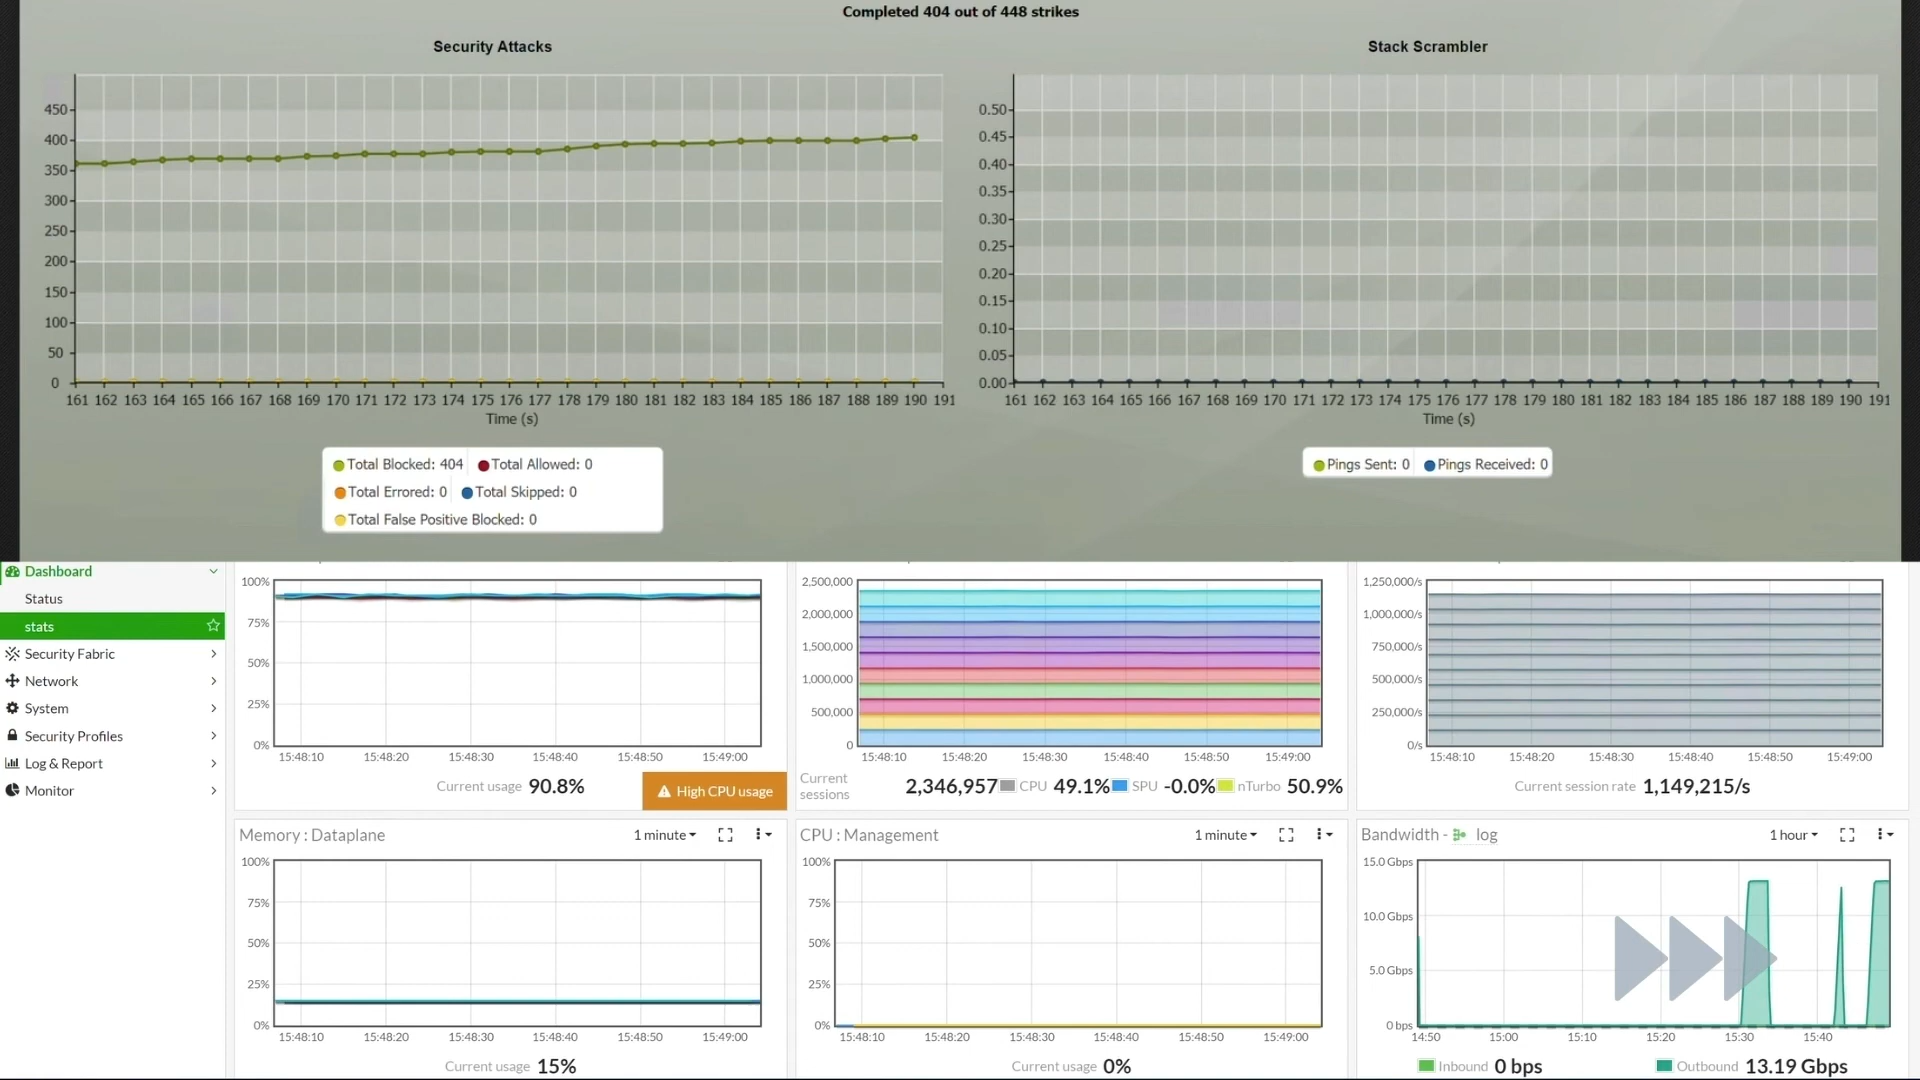 Completed 404 out of 448 strikes
Security Attacks
450
400
350
300
250
200
150
100
50
0
161 162 163 164 165 166 167 168 169 170 171 172 173 174 175 176 177 178 179 180 181 182 183 184 185 186 187 188 189 190 191
Time (s)
Total Blocked: 404 Total Allowed: 0
Total Errored: 0 Total Skipped: 0
Total False Positive Blocked: 0
Stack Scrambler
0.50
0.45
0.40
0.35
0.30
0.25
0.20
0.15
0.10
0.05
0.00
161 162 163 164 165 166 167 168 169 170 171 172 173 174 175 176 177 178 179 180 181 182 183 184 185 186 187 188 189 190 191
Time (s)
Pings Sent: 0 Pings Received: 0
Dashboard
Status
stats
Security Fabric
Network
System
Security Profiles
Log & Report
Monitor
100%
75%
50%
25%
0%
15:48:10 15:48:20 15:48:30 15:48:40 15:48:50 15:49:00
Current usage 90.8%
High CPU usage
2,500,000
2,000,000
1,500,000
1,000,000
500,000
0
15:48:10 15:48:20 15:48:30 15:48:40 15:48:50 15:49:00
Current sessions 2,346,957 CPU 49.1% SPU -0.0% nTurbo 50.9%
1,250,000/s
1,000,000/s
750,000/s
500,000/s
250,000/s
0/s
15:48:10 15:48:20 15:48:30 15:48:40 15:48:50 15:49:00
Current session rate 1,149,215/s
Memory : Dataplane 1 minute
100%
75%
50%
25%
0%
15:48:10 15:48:20 15:48:30 15:48:40 15:48:50 15:49:00
Current usage 15%
CPU : Management 1 minute
100%
75%
50%
25%
0%
15:48:10 15:48:20 15:48:30 15:48:40 15:48:50 15:49:00
Current usage 0%
Bandwidth - log 1 hour
15.0 Gbps
10.0 Gbps
5.0 Gbps
0 bps
14:50 15:00 15:10 15:20 15:30 15:40
Inbound 0 bps Outbound 13.19 Gbps